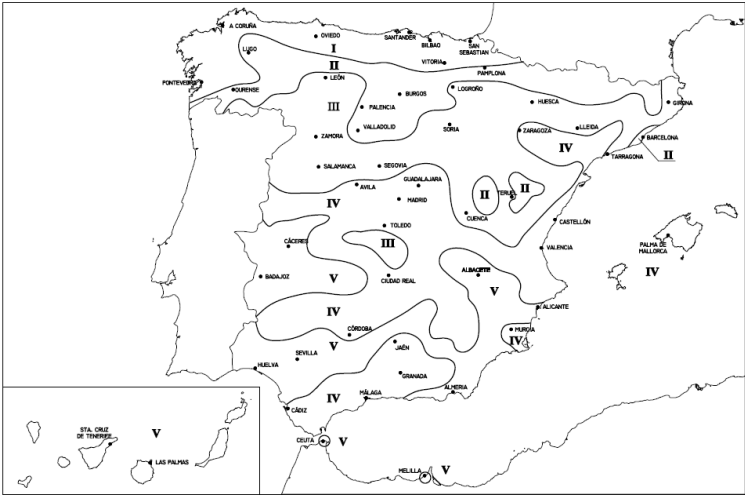 A CORUÑA
OVIEDO
SANTANDER
BILBAO
SAN
SEBASTIAN
LUGO
I
VITORIA
II
PAMPLONA
LEÓN
PONTEVEDRA
OURENSE
BURGOS
LOGROÑO
HUESCA
GIRONA
III
PALENCIA
VALLADOLID
SORIA
ZARAGOZA
LLEIDA
ZAMORA
BARCELONA
IV
TARRAGONA
II
SALAMANCA
SEGOVIA
GUADALAJARA
AVILA
TERUEL
II
II
IV
MADRID
CUENCA
CASTELLÓN
TOLEDO
CÁCERES
III
VALENCIA
PALMA DE
MALLORCA
IV
BADAJOZ
V
CIUDAD REAL
ALBACETE
V
IV
ALICANTE
CÓRDOBA
MURCIA
IV
V
JAÉN
SEVILLA
HUELVA
GRANADA
IV
MÁLAGA
ALMERIA
CÁDIZ
STA. CRUZ
DE TENERIFE
V
LAS PALMAS
CEUTA
V
MELILLA
V